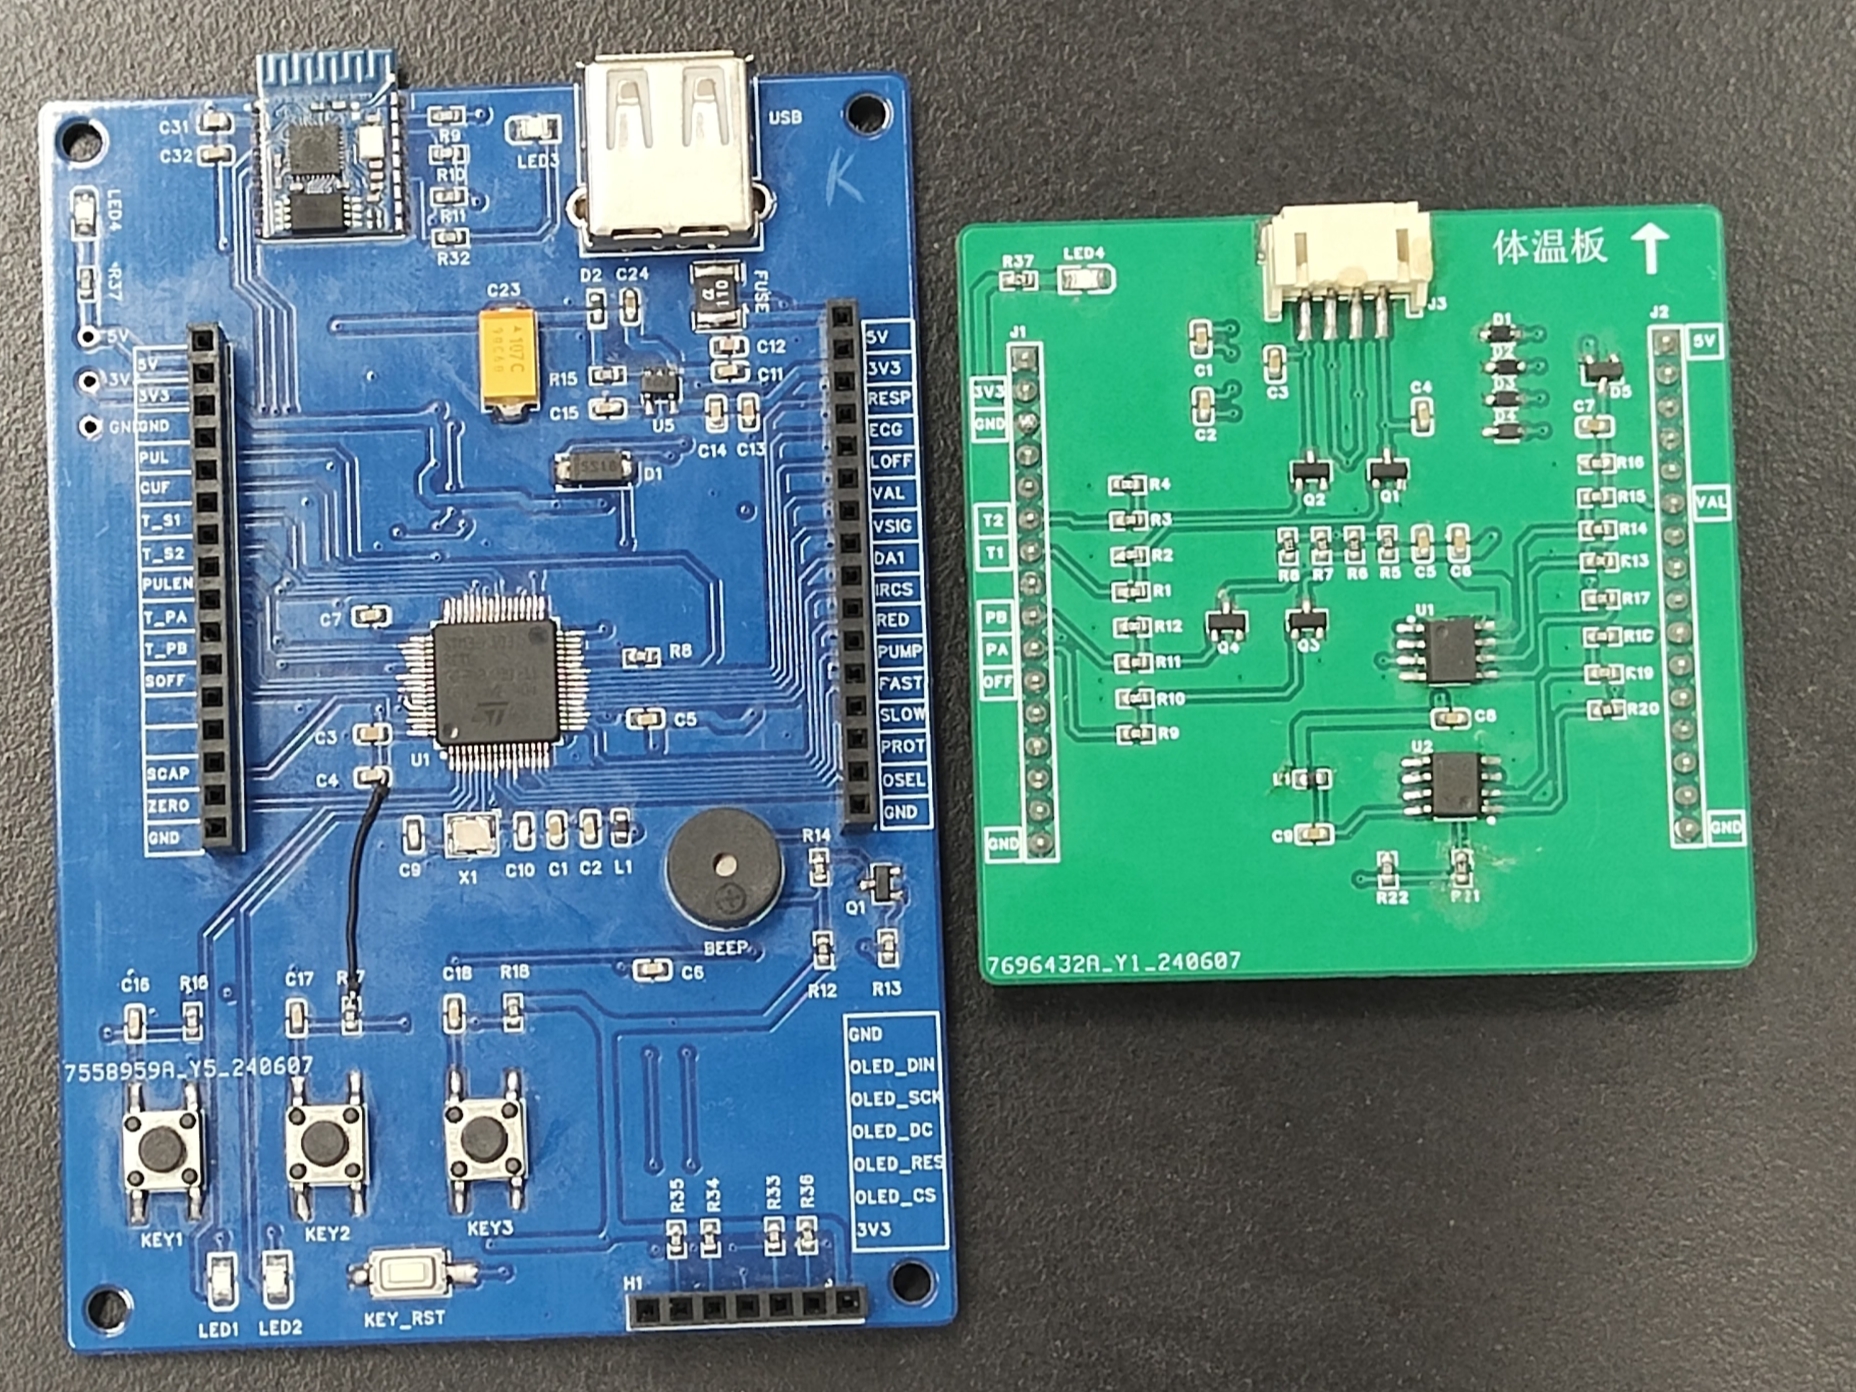 C31
C32
R9
R10
R11
R32
LED3
USB
K
LED4
R37
5V
3V
GND
C23
107C
D2
C24
FUSE
α
110
C12
C11
R15
C15
U5
C14
C13
D1
5V
3V3
GND
PUL
CUF
T_S1
T_S2
PULEN
T_PA
T_PB
SOFF
SCAP
ZERO
GND
5V
3V3
RESP
ECG
LOFF
VAL
VSIG
DA1
IRCS
RED
PUMP
FAST
SLOW
PROT
OSEL
GND
C7
R8
C5
C3
C4
U1
C9
X1
C10
C1
C2
L1
BEEP
R14
Q1
R12
R13
C6
C16
R16
C17
C18
R18
7558959A_Y5_240607
KEY1
KEY2
KEY3
LED1
LED2
KEY_RST
GND
OLED_DIN
OLED_SCK
OLED_DC
OLED_RES
OLED_CS
3V3
R35
R34
R33
R36
H1
体温板
R37
LED4
J3
J1
J2
C1
C2
C3
C4
D1
D2
D3
D4
D5
C7
5V
VAL
GND
3V3
GND
T2
T1
PB
PA
OFF
GND
R4
R3
R2
R1
R12
R11
R10
R9
Q2
Q1
R8
R7
R6
R5
C5
C6
Q4
Q3
U1
C8
U2
L1
C9
R16
R15
R14
R13
R17
R19
R20
R22
R21
7696432A_Y1_240607